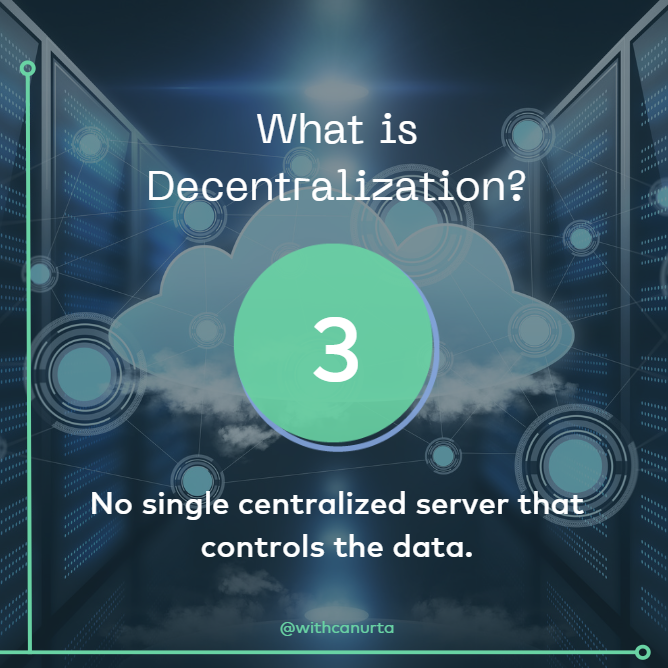 What is
Decentralization?
3
No single centralized server that
controls the data.
@withcanurta